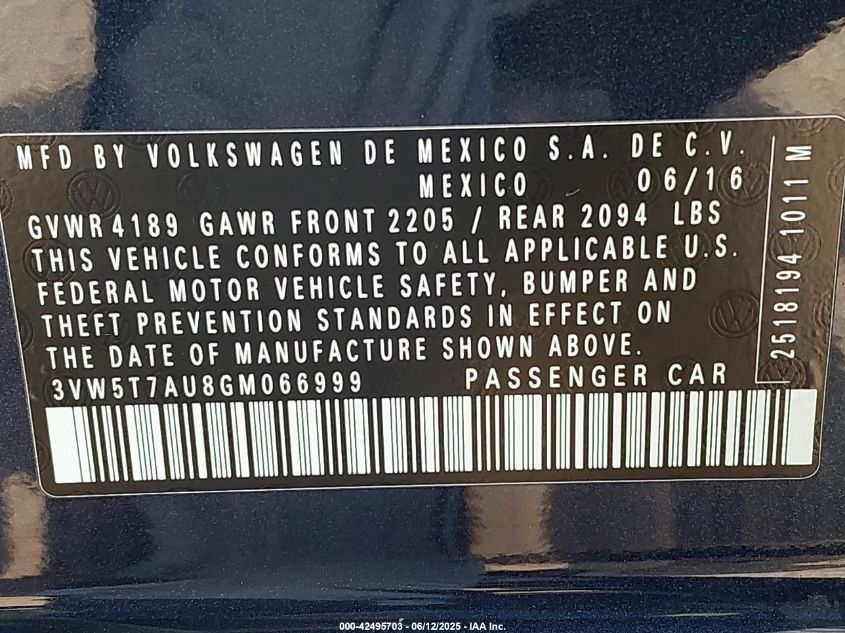 MFD BY VOLKSWAGEN DE MEXICO S.A. DE C.V.
MEXICO 06/16
GVWR 4189 GAWR FRONT 2205 / REAR 2094 LBS
THIS VEHICLE CONFORMS TO ALL APPLICABLE U.S.
FEDERAL MOTOR VEHICLE SAFETY, BUMPER AND
THEFT PREVENTION STANDARDS IN EFFECT ON
THE DATE OF MANUFACTURE SHOWN ABOVE.
3VW5T7AU8GM066999 PASSENGER CAR
2518194 1011 M
000-42495703 - 06/12/2025 - IAA Inc.